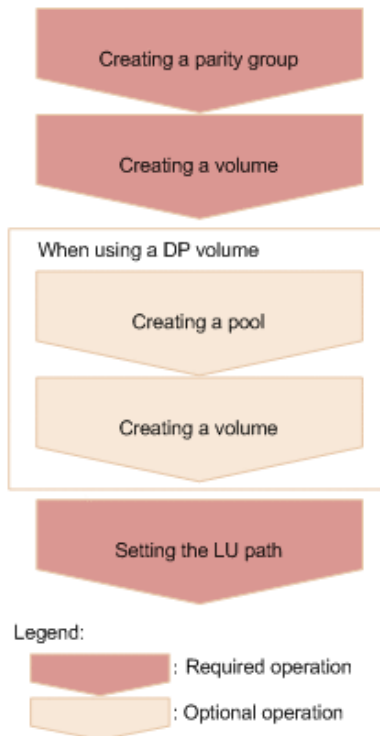 Creating a parity group
Creating a volume
When using a DP volume
Creating a pool
Creating a volume
Setting the LU path
Legend:
: Required operation
: Optional operation